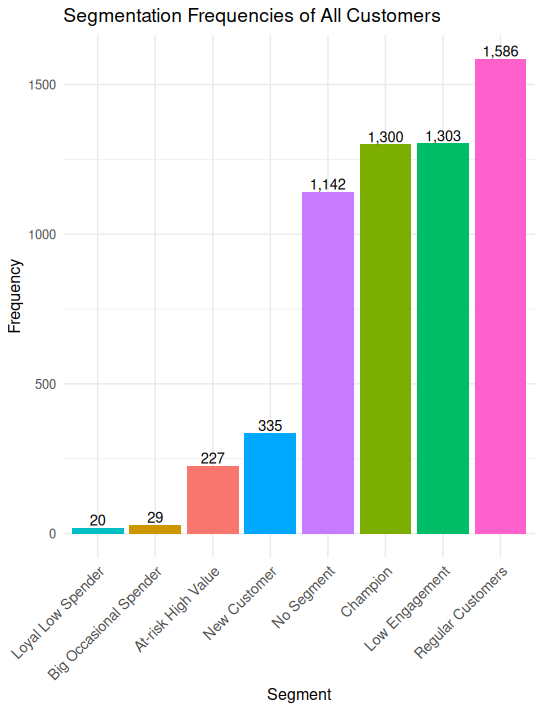 Segmentation Frequencies of All Customers
Frequency
1500
1000
500
0
20
29
227
335
1,142
1,300
1,303
1,586
Loyal Low Spender
Big Occasional Spender
At-risk High Value
New Customer
No Segment
Champion
Low Engagement
Regular Customers
Segment